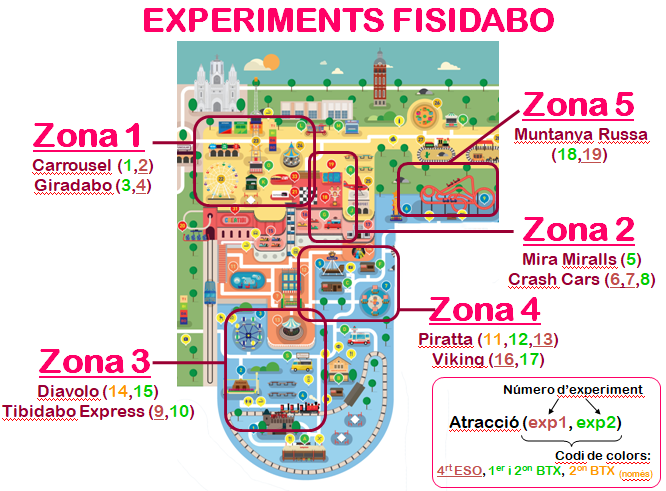 EXPERIMENTS FISIDABO
Zona 1
Carrousel (1,2)
Giradabo (3,4)
Zona 5
Muntanya Russa
(18,19)
Zona 2
Mira Miralls (5)
Crash Cars (6,7,8)
Zona 4
Piratta (11,12,13)
Viking (16,17)
Zona 3
Diavolo (14,15)
Tibidabo Express (9,10)
Número d'experiment
Atracció (exp1, exp2)
Codi de colors:
4rt ESO, 1er i 2on BTX, 2on BTX (només)